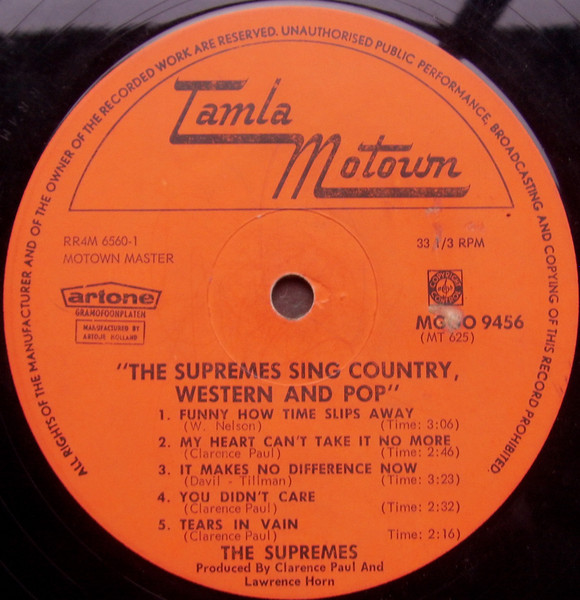 ALL RIGHTS OF THE MANUFACTURER AND OF THE OWNER OF THE RECORDED WORK ARE RESERVED. UNAUTHORISED PUBLIC PERFORMANCE, BROADCASTING AND COPYING OF THIS RECORD PROHIBITED.
Tamla
Motown
RR4M 6560-1
33 1/3 RPM
MOTOWN MASTER
artone
GRAMOFOONPLATEN
MANUFACTURED BY
ARTONE HOLLAND
COPYRIGHT
CONTROL
9456
(MT 625)
"THE SUPREMES SING COUNTRY,
WESTERN AND POP"
1. FUNNY HOW TIME SLIPS AWAY
(W. Nelson) (Time: 3:06)
2. MY HEART CAN'T TAKE IT NO MORE
(Clarence Paul) (Time: 2:46)
3. IT MAKES NO DIFFERENCE NOW
(Davil - Tillman) (Time: 3:23)
4. YOU DIDN'T CARE
(Clarence Paul) (Time: 2:32)
5. TEARS IN VAIN
(Clarence Paul) Time: 2:16)
THE SUPREMES
Produced By Clarence Paul And
Lawrence Horn